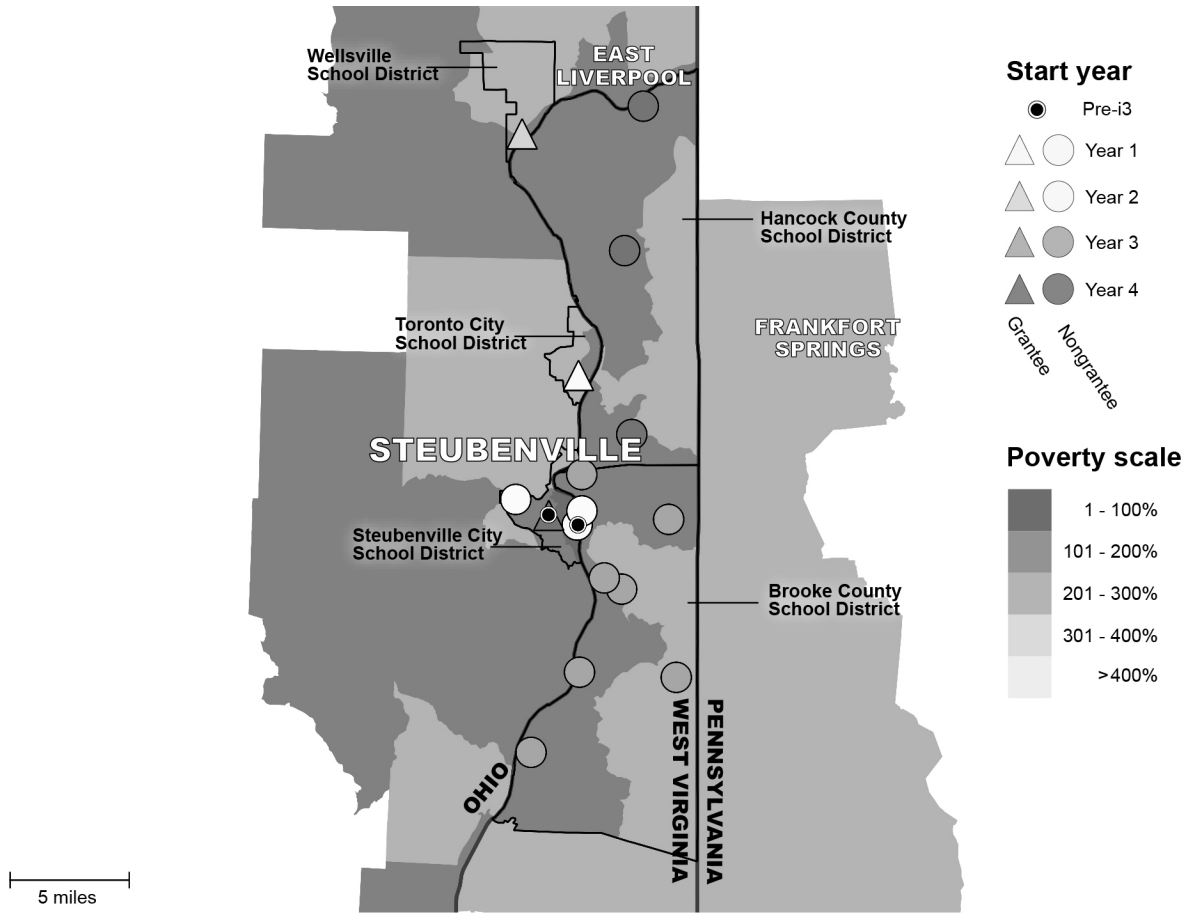 Wellsville
School District
EAST
LIVERPOOL
Hancock County
School District
Toronto City
School District
FRANKFORT
SPRINGS
STEUBENVILLE
Steubenville City
School District
Brooke County
School District
OHIO
WEST VIRGINIA
PENNSYLVANIA
5 miles
Start year
Pre-i3
Year 1
Year 2
Year 3
Year 4
Grantee
Nongrantee
Poverty scale
1 - 100%
101 - 200%
201 - 300%
301 - 400%
>400%